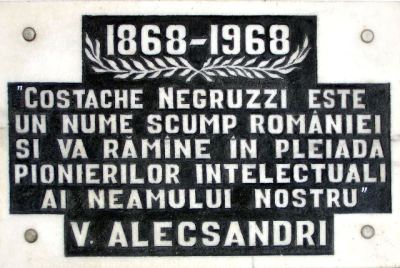 1868-1968
"COSTACHE NEGRUZZI ESTE
UN NUME SCUMP ROMÂNIEI
SI VA RĂMÎNE ÎN PLEIADA
PIONIERILOR INTELECTUALI
AI NEAMULUI NOSTRU"
V. ALECSANDRI